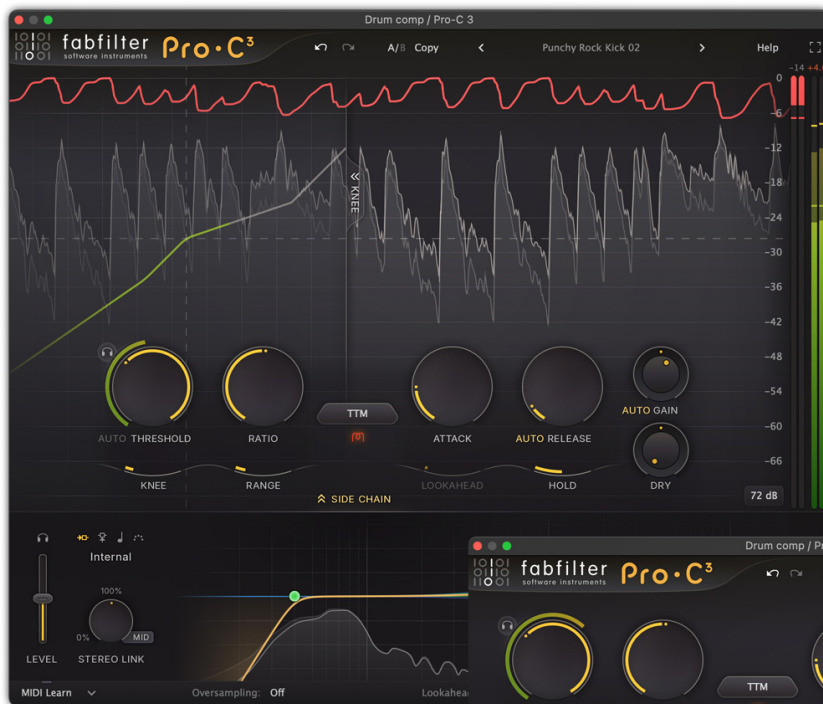 Drum comp / Pro-C 3
fabfilter
software instruments
Pro·C³
A/B Copy
Punchy Rock Kick 02
Help
-14 +4.
0
-6
-12
-18
-24
-30
-36
-42
-48
-54
-60
-66
KNEE
AUTO THRESHOLD
RATIO
TTM
ATTACK
AUTO RELEASE
AUTO GAIN
KNEE
RANGE
LOOKAHEAD
HOLD
DRY
SIDE CHAIN
72 dB
Internal
100%
0%
MID
LEVEL
STEREO LINK
MIDI Learn
Oversampling: Off
Lookahea
Drum comp / Pr
fabfilter
software instruments
Pro·C³
TTM